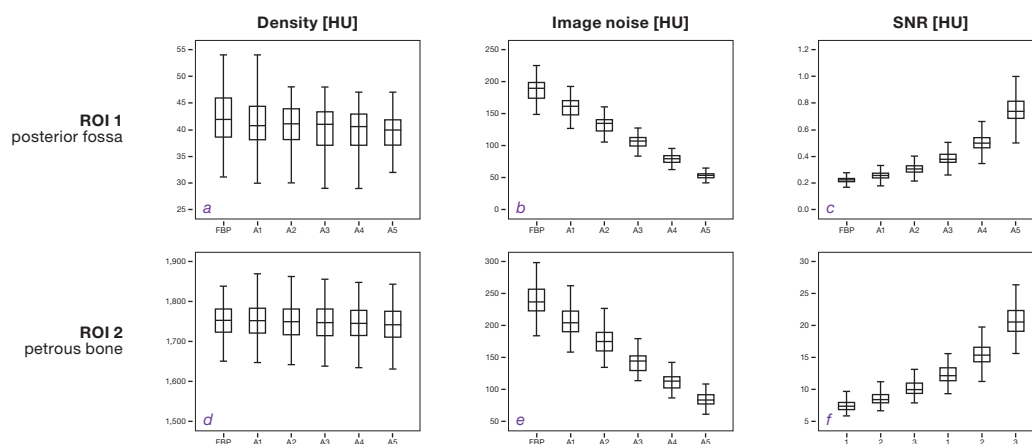 Density [HU]
Image noise [HU]
SNR [HU]
ROI 1
posterior fossa
55
50
45
40
35
30
25
a
FBP A1 A2 A3 A4 A5
250
200
150
100
50
0
b
FBP A1 A2 A3 A4 A5
1.2
1.0
0.8
0.6
0.4
0.2
0.0
c
FBP A1 A2 A3 A4 A5
ROI 2
petrous bone
1,900
1,800
1,700
1,600
1,500
d
FBP A1 A2 A3 A4 A5
300
250
200
150
100
50
e
FBP A1 A2 A3 A4 A5
30
25
20
15
10
5
f
1 2 3 1 2 3